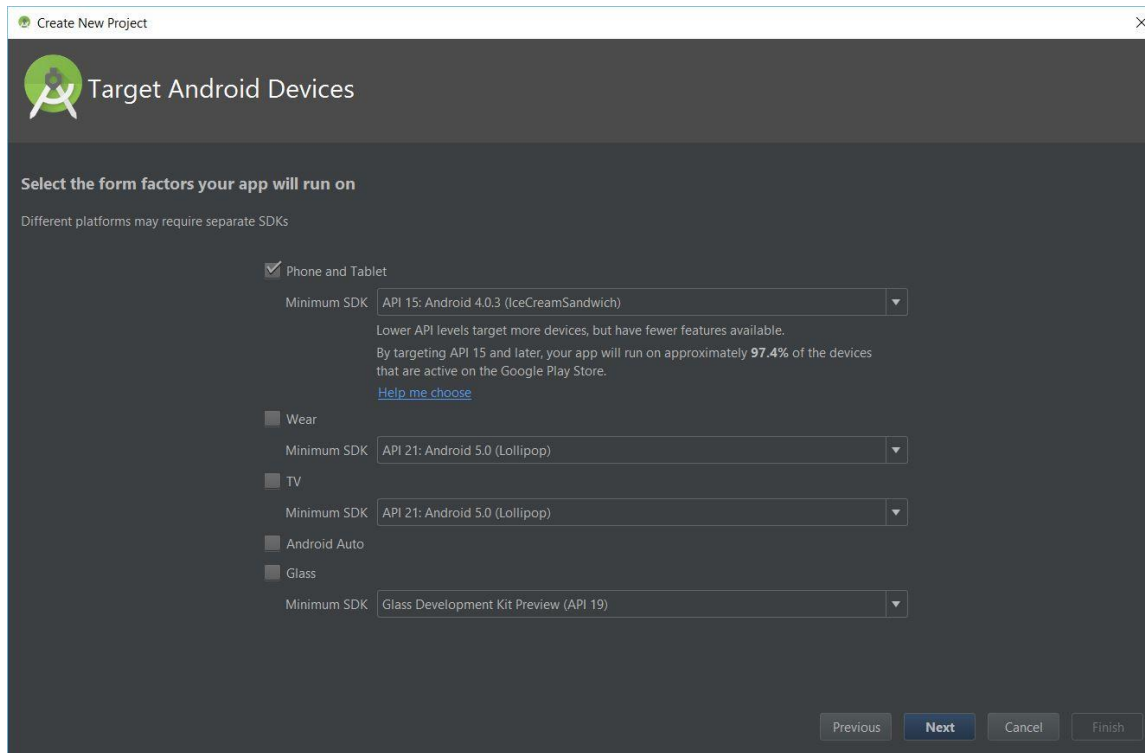 Create New Project
Target Android Devices
Select the form factors your app will run on
Different platforms may require separate SDKs
Phone and Tablet
Minimum SDK API 15: Android 4.0.3 (IceCreamSandwich)
Lower API levels target more devices, but have fewer features available.
By targeting API 15 and later, your app will run on approximately 97.4% of the devices
that are active on the Google Play Store.
Help me choose
Wear
Minimum SDK API 21: Android 5.0 (Lollipop)
TV
Minimum SDK API 21: Android 5.0 (Lollipop)
Android Auto
Glass
Minimum SDK Glass Development Kit Preview (API 19)
Previous Next Cancel Finish